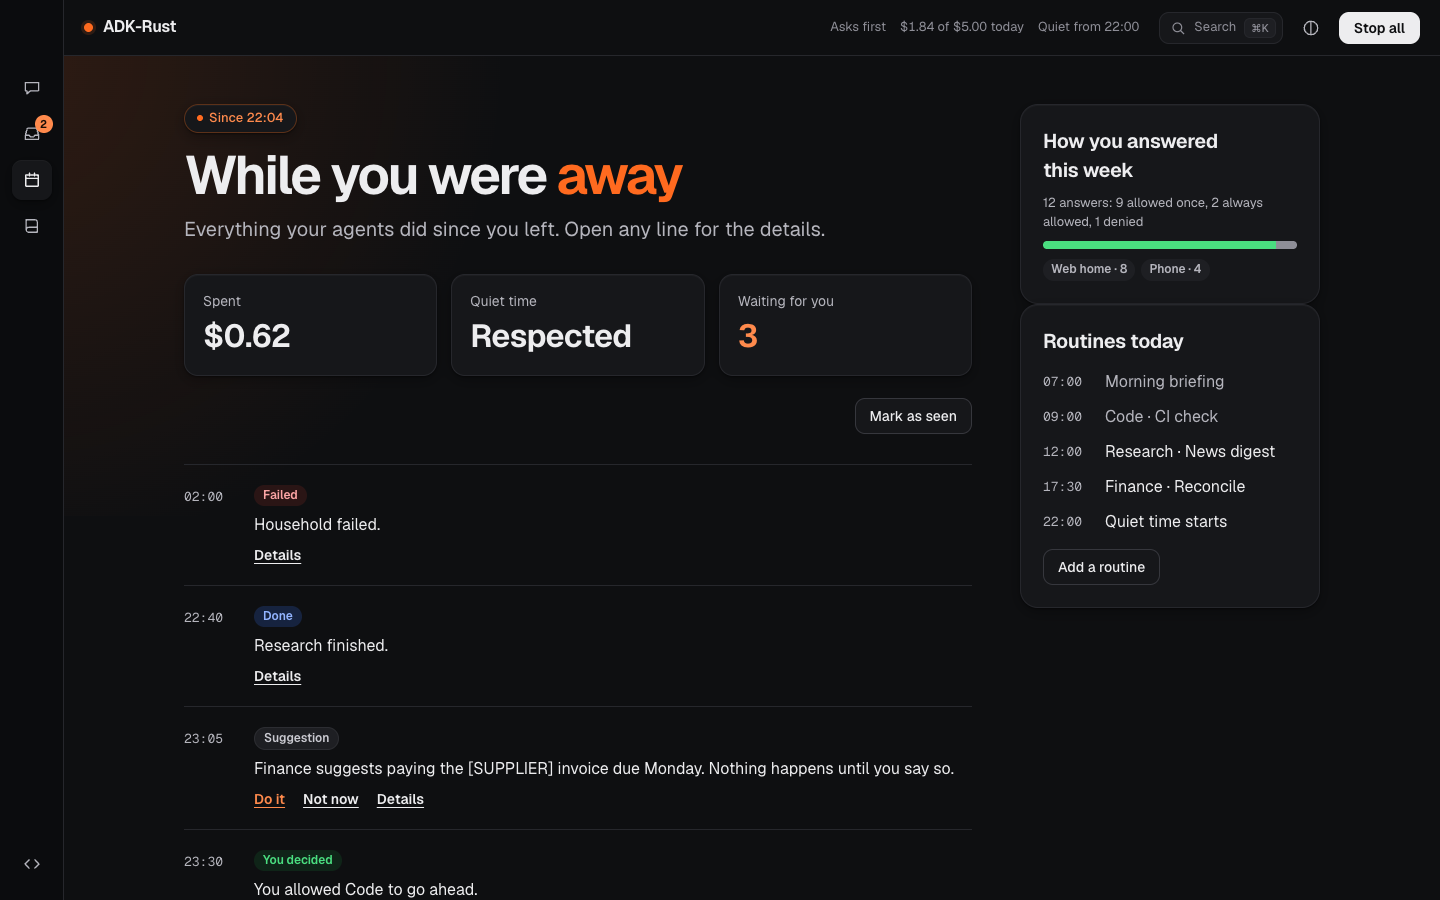 ADK-Rust
Asks first
$1.84 of $5.00 today
Quiet from 22:00
Search
⌘K
Stop all
2
Since 22:04
While you were away
Everything your agents did since you left. Open any line for the details.
Spent
$0.62
Quiet time
Respected
Waiting for you
3
Mark as seen
02:00
Failed
Household failed.
Details
22:40
Done
Research finished.
Details
23:05
Suggestion
Finance suggests paying the [SUPPLIER] invoice due Monday. Nothing happens until you say so.
Do it
Not now
Details
23:30
You decided
You allowed Code to go ahead.
How you answered
this week
12 answers: 9 allowed once, 2 always
allowed, 1 denied
Web home · 8
Phone · 4
Routines today
07:00 Morning briefing
09:00 Code · CI check
12:00 Research · News digest
17:30 Finance · Reconcile
22:00 Quiet time starts
Add a routine